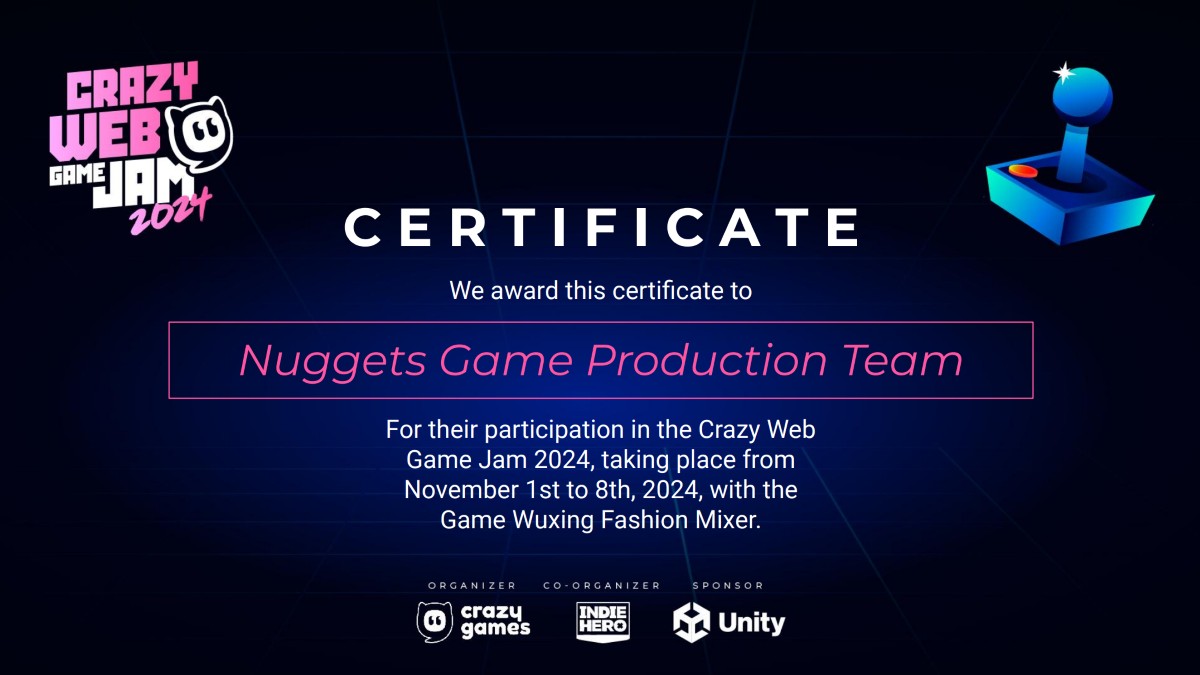 CRAZY
WEB
GAME JAM
2024
CERTIFICATE
We award this certificate to
Nuggets Game Production Team
For their participation in the Crazy Web
Game Jam 2024, taking place from
November 1st to 8th, 2024, with the
Game Wuxing Fashion Mixer.
ORGANIZER CO-ORGANIZER SPONSOR
crazy
games
INDIE
HERO
Unity